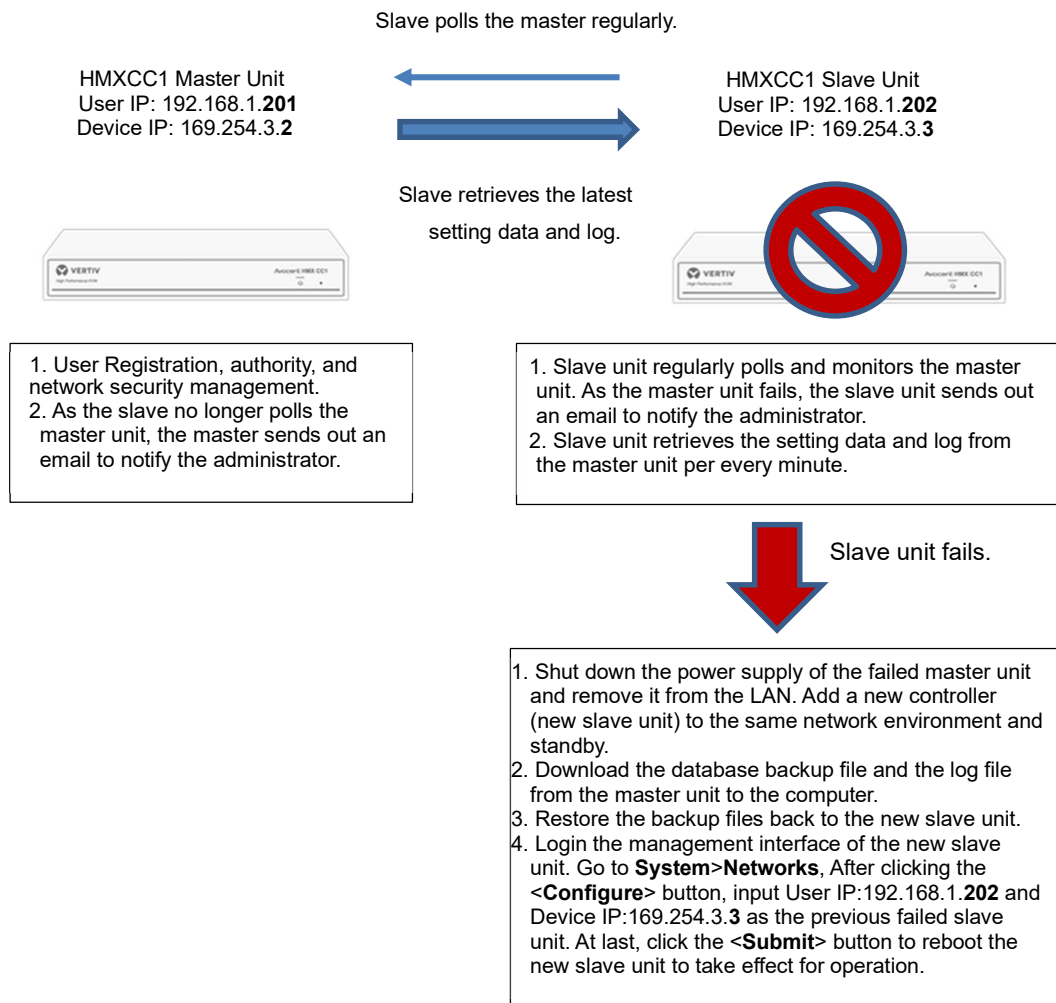 Slave polls the master regularly.
HMXCC1 Master Unit
User IP: 192.168.1.201
Device IP: 169.254.3.2
HMXCC1 Slave Unit
User IP: 192.168.1.202
Device IP: 169.254.3.3
Slave retrieves the latest
setting data and log.
VERTIV
High Performance KVM
Avocent HMX CC1
VERTIV
High Performance KVM
Avocent HMX CC1
1. User Registration, authority, and
network security management.
2. As the slave no longer polls the
master unit, the master sends out an
email to notify the administrator.
1. Slave unit regularly polls and monitors the master
unit. As the master unit fails, the slave unit sends out
an email to notify the administrator.
2. Slave unit retrieves the setting data and log from
the master unit per every minute.
Slave unit fails.
1. Shut down the power supply of the failed master unit
and remove it from the LAN. Add a new controller
(new slave unit) to the same network environment and
standby.
2. Download the database backup file and the log file
from the master unit to the computer.
3. Restore the backup files back to the new slave unit.
4. Login the management interface of the new slave
unit. Go to System>Networks, After clicking the
<Configure> button, input User IP:192.168.1.202 and
Device IP:169.254.3.3 as the previous failed slave
unit. At last, click the <Submit> button to reboot the
new slave unit to take effect for operation.